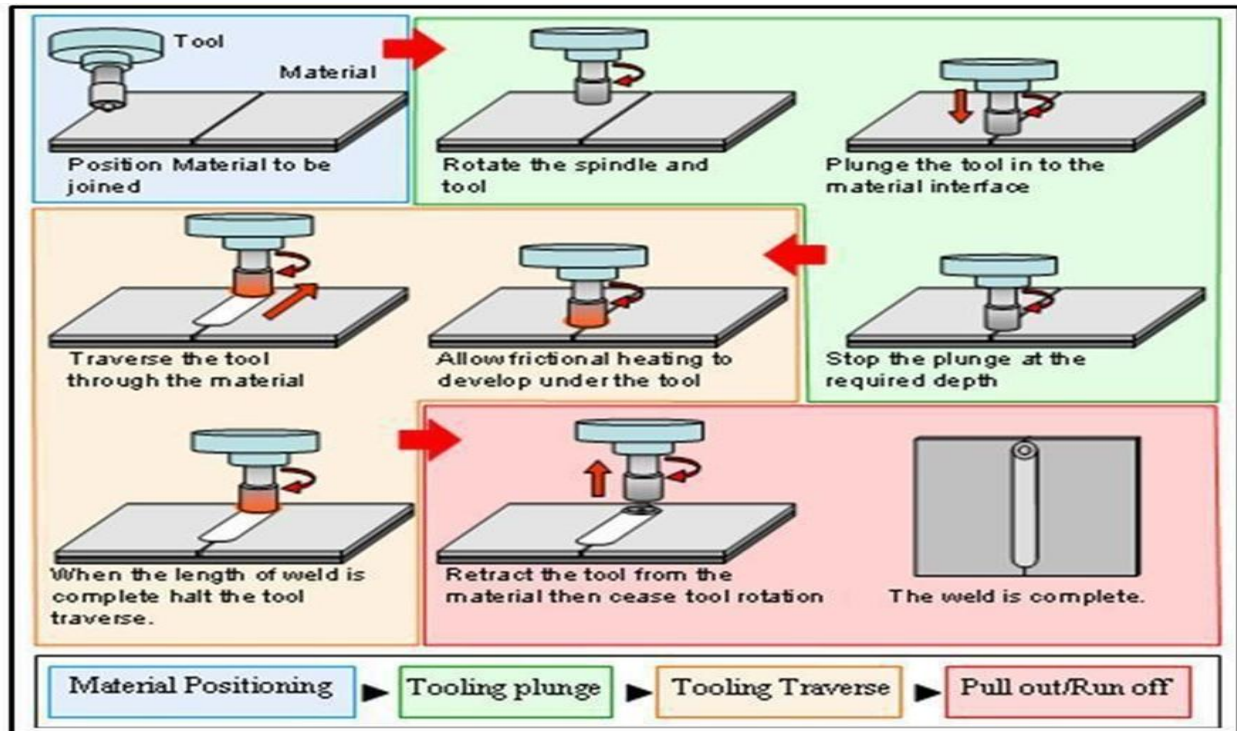 Tool
Material
Position Material to be
joined
Rotate the spindle and
tool
Plunge the tool in to the
material interface
Traverse the tool
through the material
Allow frictional heating to
develop under the tool
Stop the plunge at the
required depth
When the length of weld is
complete halt the tool
traverse.
Retract the tool from the
material then cease tool rotation
The weld is complete.
Material Positioning
Tooling plunge
Tooling Traverse
Pull out/Run off